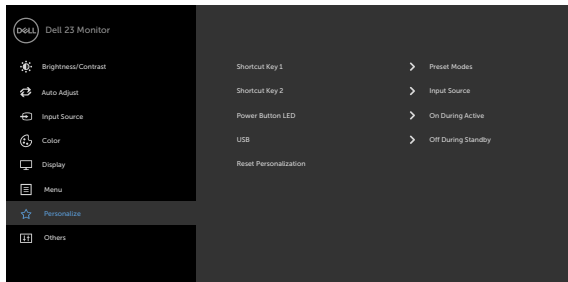 DELL Dell 23 Monitor
Brightness/Contrast
Auto Adjust
Input Source
Color
Display
Menu
Personalize
Others
Shortcut Key 1 Preset Modes
Shortcut Key 2 Input Source
Power Button LED On During Active
USB Off During Standby
Reset Personalization